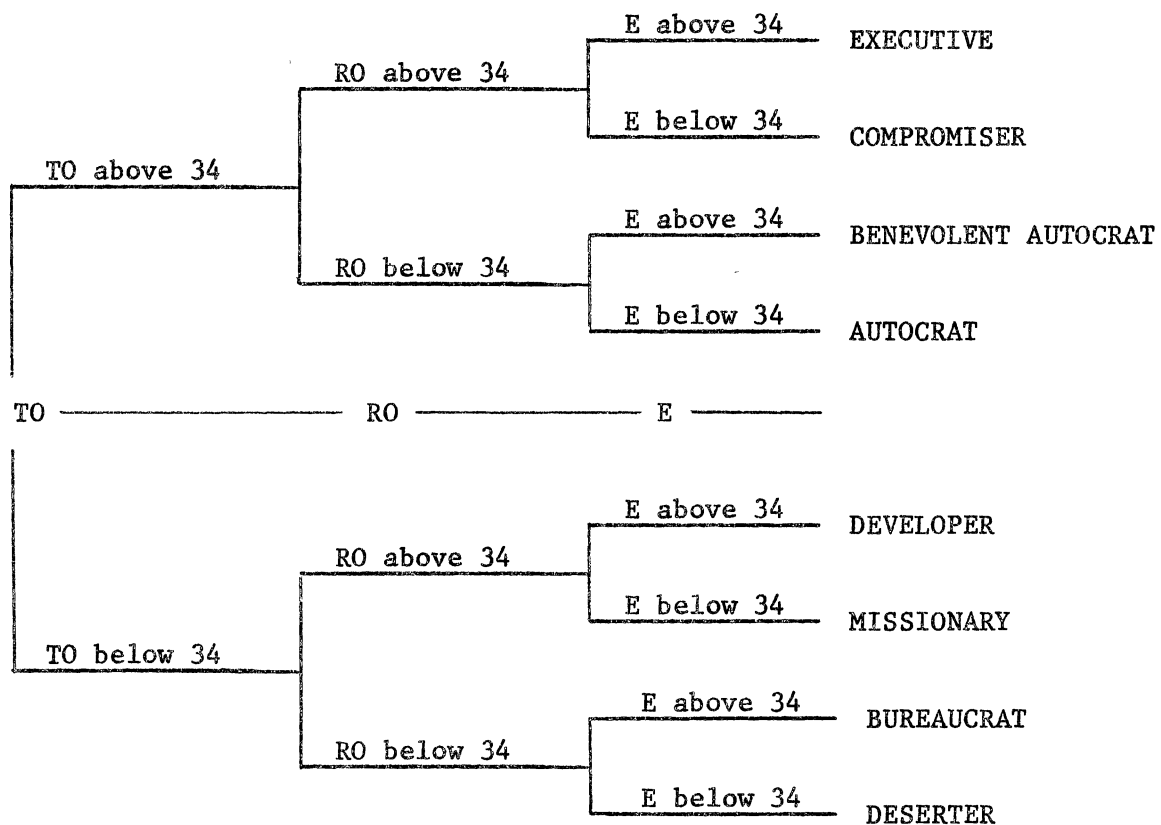 E above 34 EXECUTIVE
RO above 34
E below 34 COMPROMISER
TO above 34
E above 34 BENEVOLENT AUTOCRAT
RO below 34
E below 34 AUTOCRAT
TO RO E
E above 34 DEVELOPER
RO above 34
E below 34 MISSIONARY
TO below 34
E above 34 BUREAUCRAT
RO below 34
E below 34 DESERTER